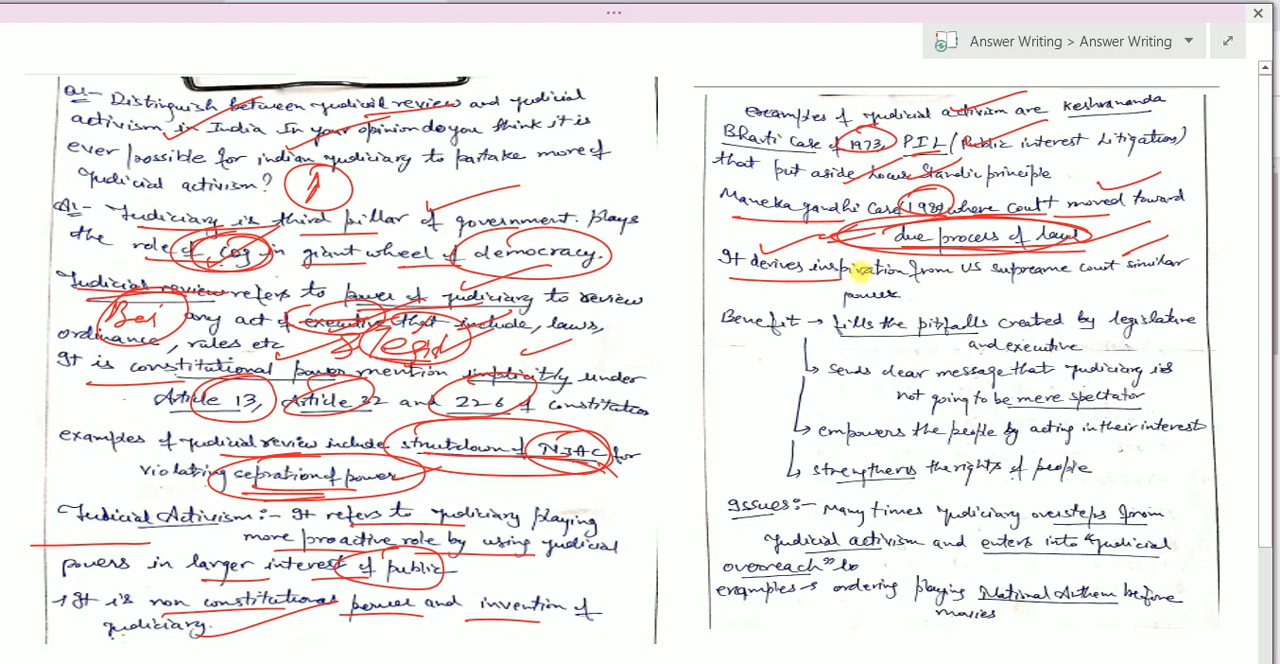 Answer Writing > Answer Writing
Q1- Distinguish between Judicial review and Judicial
activism in India In your opinion do you think it is
ever possible for indian Judiciary to partake more of
Judicial activism?
A1- Judiciary is third pillar of government. plays
the role of cog in giant wheel of democracy.
Judicial review refers to power of Judiciary to review
any act of executive that include, laws,
ordinance, rules etc
& legis
It is constitutional power mention implicitly under
Article 13, Article 32 and 226 of constitution
examples of Judicial review include struckdown of NJAC for
violating sepration of power
Judicial Activism:- It refers to Judiciary playing
more proactive role by using Judicial
powers in larger interest of public
→ It is non constitutional power and invention of
Judiciary.
examples of Judicial activism are Keshvananda
Bharti Case of 1973, PIL (Public interest Litigation)
that put aside locus Standic principle
Maneka gandhi Case where Court moved toward
due process of law
It derives inspiration from US supreme court similar
power.
Benefit → fills the pitfalls created by legislative
and executive
↳ sends clear message that Judiciary is
not going to be mere spectator
↳ empowers the people by acting in their interest
↳ strengthens the rights of people
Issues:- Many times Judiciary oversteps from
Judicial activism and enters into "Judicial
overreach"
examples → ordering playing National Anthem before
movies